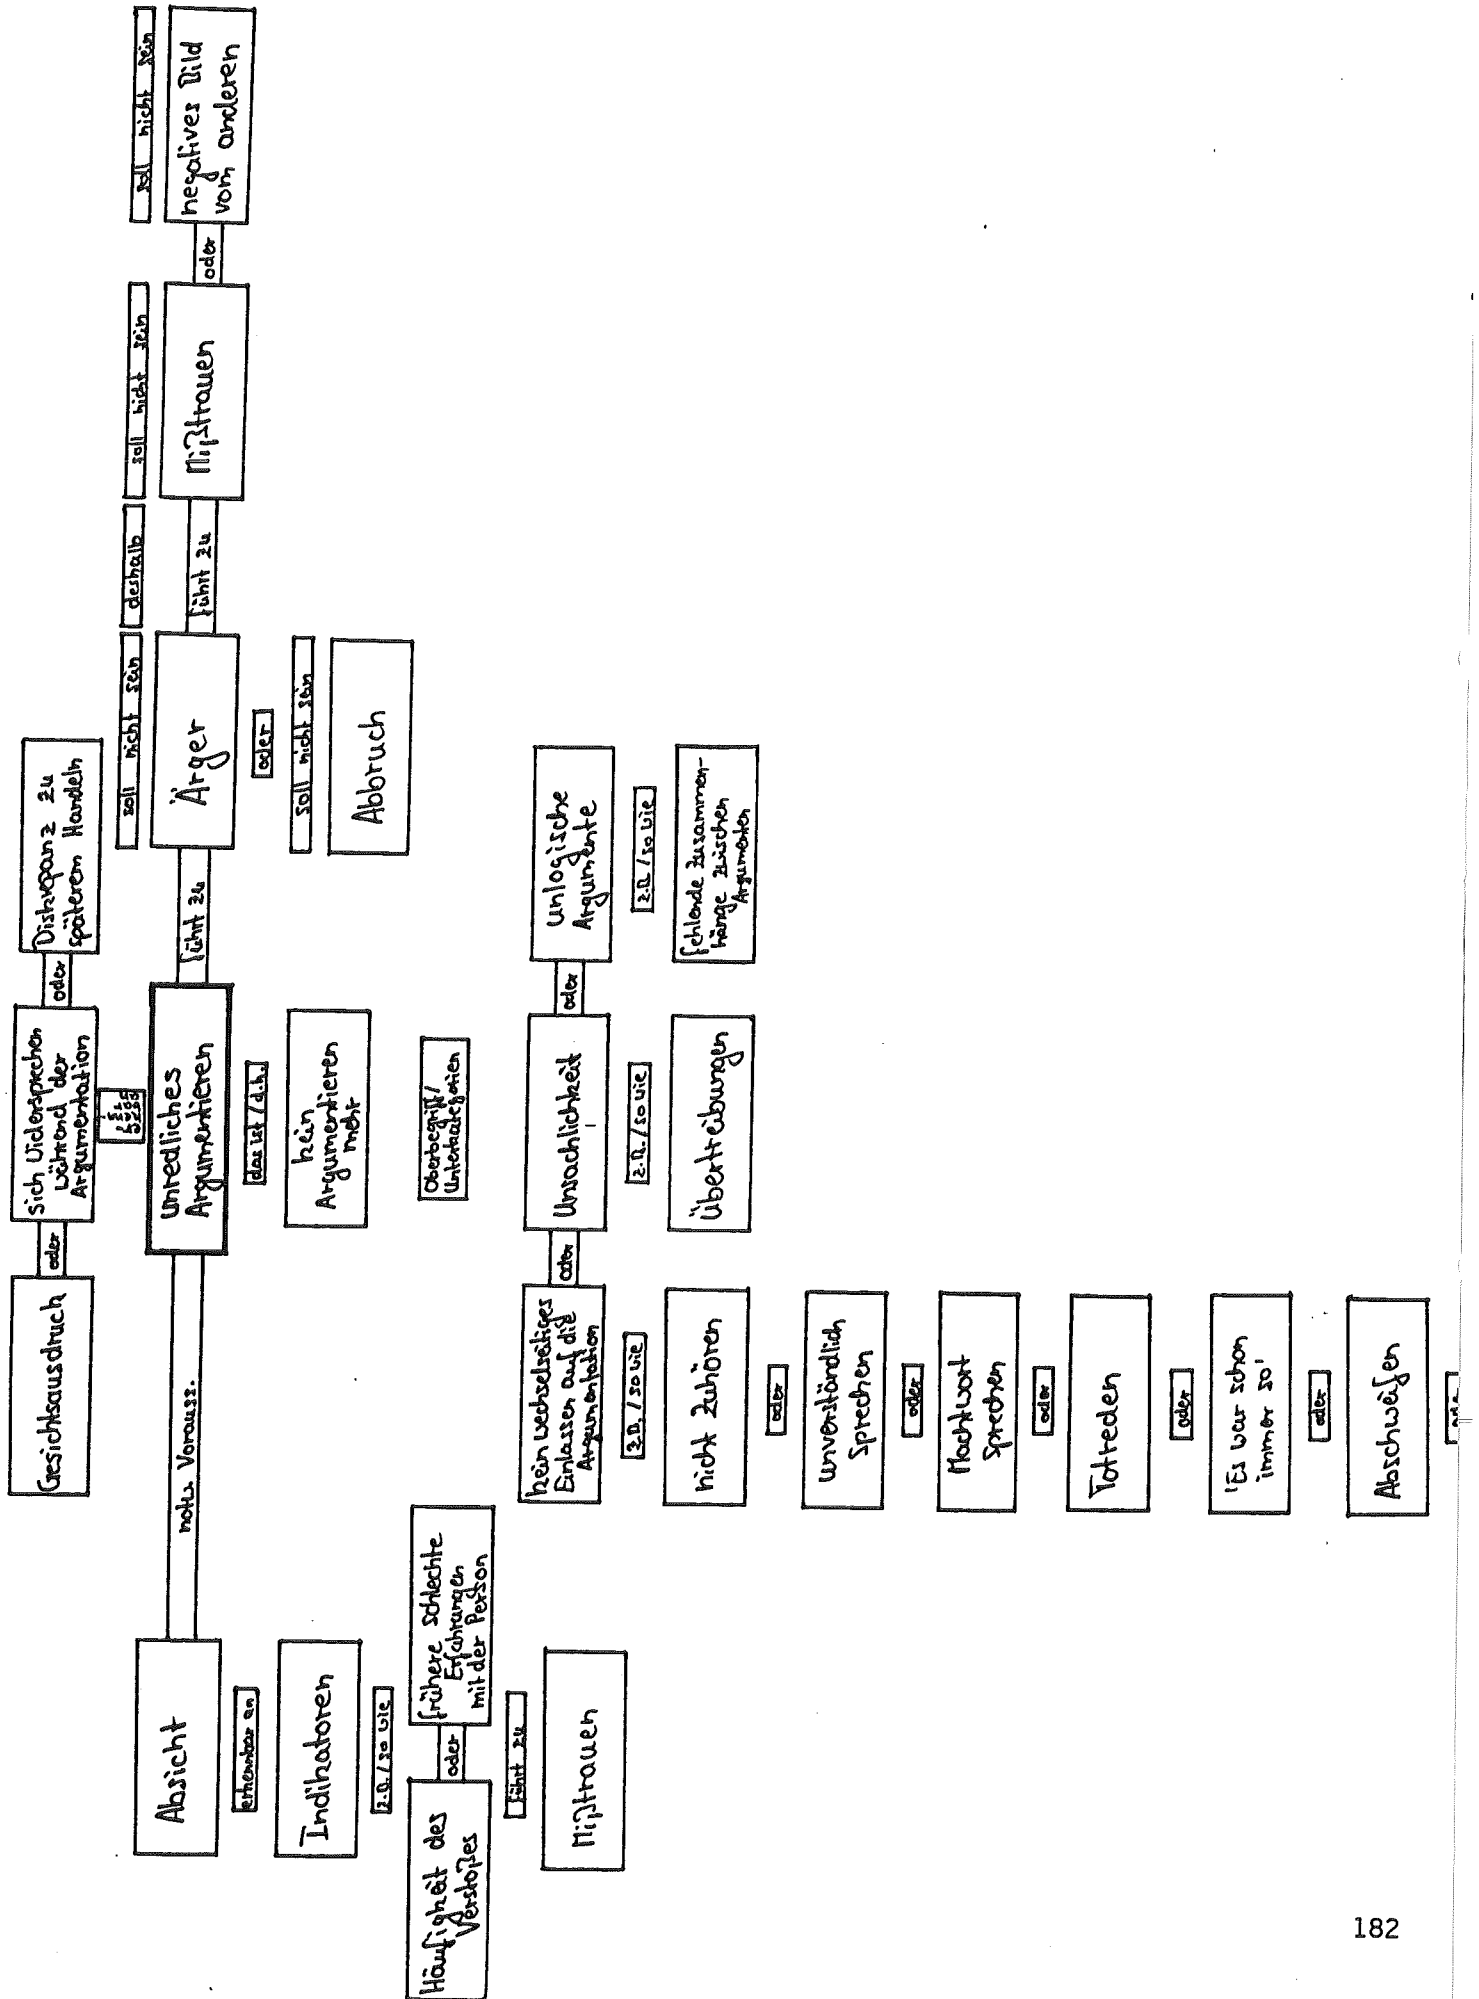 Gesichtsausdruck
oder
Sich Widersprechen
während der
Argumentation
oder
Diskrepanz zu
späterem Handeln
soll nicht sein
deshalb
soll nicht sein
soll nicht sein
Absicht
notw. Vorauss.
unredliches
Argumentieren
führt zu
Ärger
führt zu
Mißtrauen
oder
negatives Bild
vom anderen
erkennbar an
das ist / d.h.
oder
Indikatoren
kein
Argumentieren
mehr
soll nicht sein
Abbruch
z.B. / so wie
Häufigkeit des
Verstoßes
oder
frühere schlechte
Erfahrungen
mit der Person
Oberbegriff/
Unterkategorien
führt zu
Mißtrauen
kein wechselseitiges
Einlassen auf die
Argumentation
oder
Unsachlichkeit
oder
unlogische
Argumente
z.B. / so wie
z.B. / so wie
z.B. / so wie
nicht zuhören
Übertreibungen
fehlende Zusammen-
hänge zwischen
Argumenten
oder
unverständlich
Sprechen
oder
Machtwort
Sprechen
oder
Totreden
oder
'Es war schon
immer so'
oder
Abschweifen
oder
182